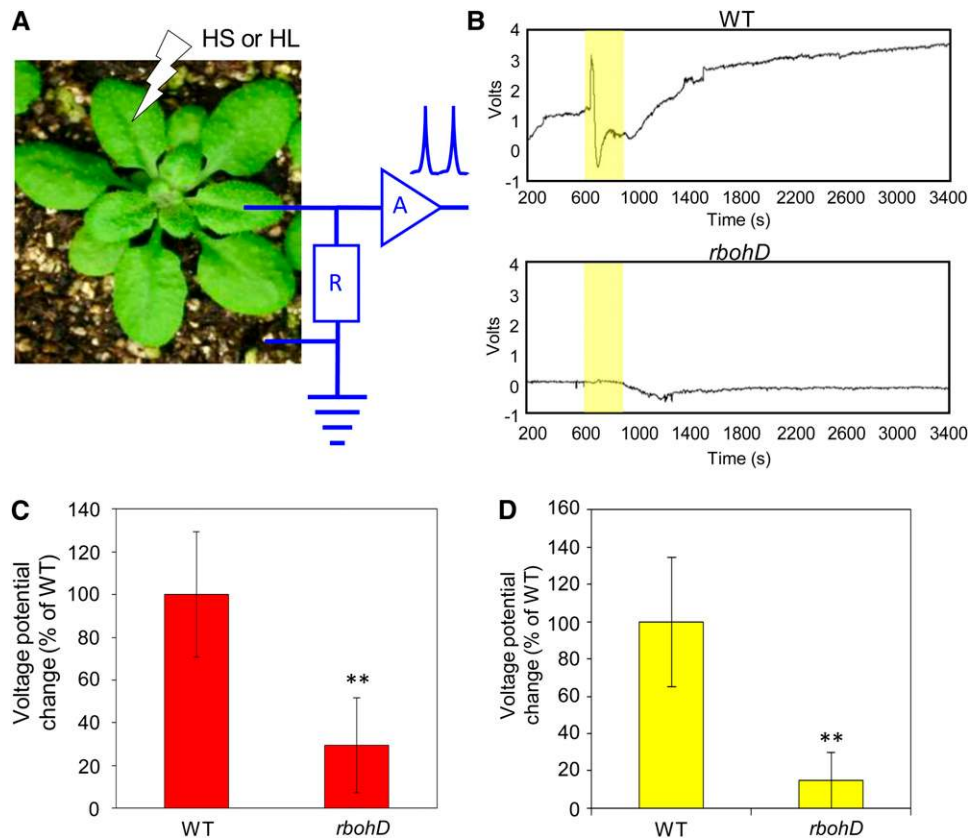 A
HS or HL
A
R
B
WT
Volts
4
3
2
1
0
-1
200 600 1000 1400 1800 2200 2600 3000 3400
Time (s)
rbohD
Volts
4
3
2
1
0
-1
200 600 1000 1400 1800 2200 2600 3000 3400
Time (s)
C
Voltage potential
change (% of WT)
140
120
100
80
60
40
20
0
**
WT rbohD
D
Voltage potential
change (% of WT)
160
140
120
100
80
60
40
20
0
**
WT rbohD